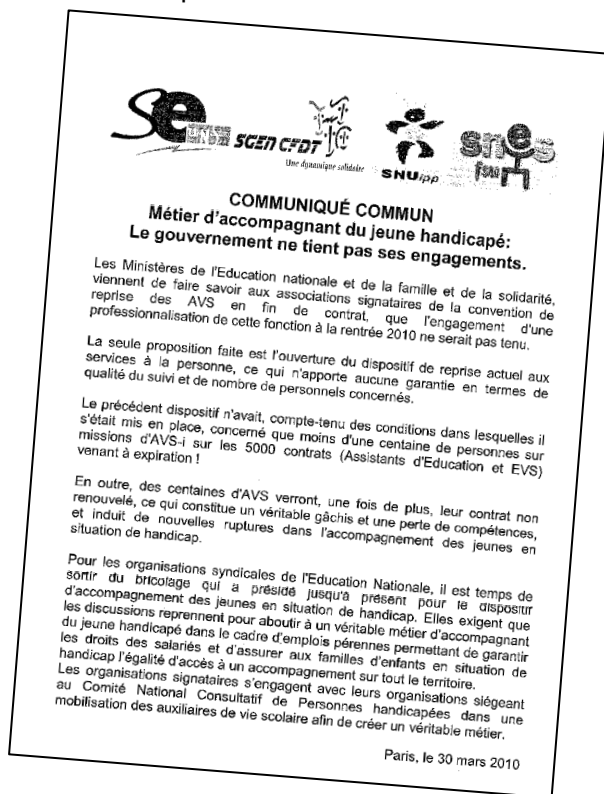 Se UNSA
SGEN CFDT
Une dynamique solidaire
SNUipp
snes
fsu
COMMUNIQUÉ COMMUN
Métier d'accompagnant du jeune handicapé:
Le gouvernement ne tient pas ses engagements.
Les Ministères de l'Education nationale et de la famille et de la solidarité,
viennent de faire savoir aux associations signataires de la convention de
reprise des AVS en fin de contrat, que l'engagement d'une
professionnalisation de cette fonction à la rentrée 2010 ne serait pas tenu.
La seule proposition faite est l'ouverture du dispositif de reprise actuel aux
services à la personne, ce qui n'apporte aucune garantie en termes de
qualité du suivi et de nombre de personnels concernés.
Le précédent dispositif n'avait, compte-tenu des conditions dans lesquelles il
s'était mis en place, concerné que moins d'une centaine de personnes sur
missions d'AVS-i sur les 5000 contrats (Assistants d'Education et EVS)
venant à expiration !
En outre, des centaines d'AVS verront, une fois de plus, leur contrat non
renouvelé, ce qui constitue un véritable gâchis et une perte de compétences,
et induit de nouvelles ruptures dans l'accompagnement des jeunes en
situation de handicap.
Pour les organisations syndicales de l'Education Nationale, il est temps de
sortir du bricolage qui a présidé jusqu'à présent pour le dispositif
d'accompagnement des jeunes en situation de handicap. Elles exigent que
les discussions reprennent pour aboutir à un véritable métier d'accompagnant
du jeune handicapé dans le cadre d'emplois pérennes permettant de garantir
les droits des salariés et d'assurer aux familles d'enfants en situation de
handicap l'égalité d'accès à un accompagnement sur tout le territoire.
Les organisations signataires s'engagent avec leurs organisations siégeant
au Comité National Consultatif de Personnes handicapées dans une
mobilisation des auxiliaires de vie scolaire afin de créer un véritable métier.
Paris, le 30 mars 2010